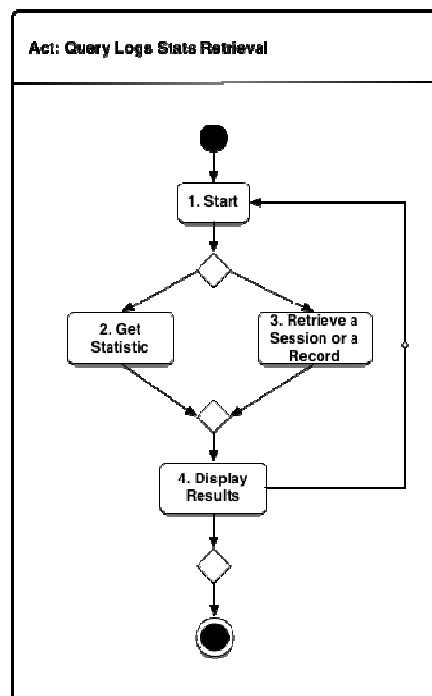 Act: Query Logs Stats Retrieval
1. Start
2. Get
Statistic
3. Retrieve a
Session or a
Record
4. Display
Results